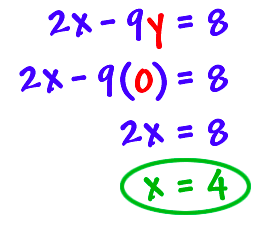 2x - 9y = 8
2x - 9(0) = 8
2x = 8
x = 4